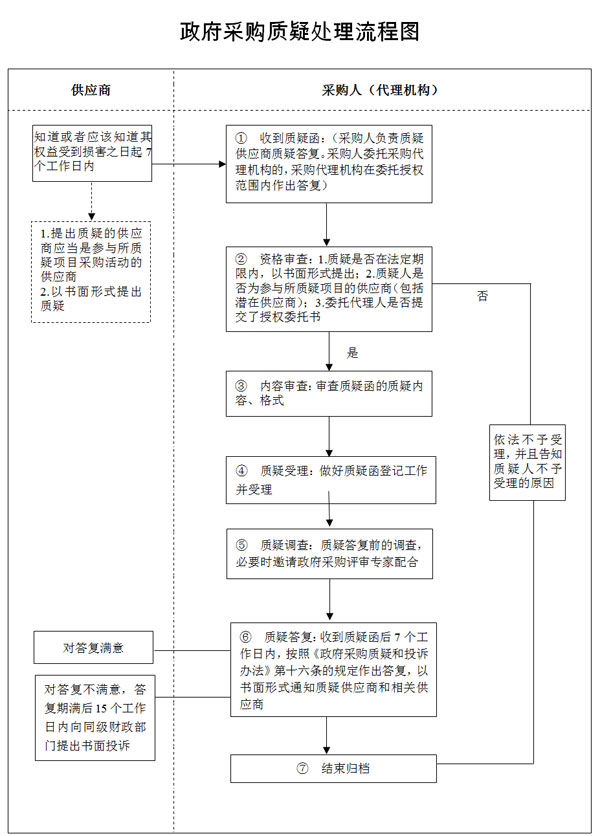 政府采购质疑处理流程图
供应商
采购人（代理机构）
知道或者应该知道其
权益受到损害之日起7
个工作日内
① 收到质疑函：（采购人负责质疑
供应商质疑答复。采购人委托采购代
理机构的，采购代理机构在委托授权
范围内作出答复）
1.提出质疑的供应
商应当是参与所质
疑项目采购活动的
供应商
2.以书面形式提出
质疑
② 资格审查：1.质疑是否在法定期
限内，以书面形式提出；2.质疑人是
否为参与所质疑项目的供应商（包括
潜在供应商）；3.委托代理人是否提
交了授权委托书
否
是
③ 内容审查：审查质疑函的质疑内
容、格式
依法不予受
理，并且告知
质疑人不予
受理的原因
④ 质疑受理：做好质疑函登记工作
并受理
⑤ 质疑调查：质疑答复前的调查，
必要时邀请政府采购评审专家配合
⑥ 质疑答复：收到质疑函后7个工
作日内，按照《政府采购质疑和投诉
办法》第十六条的规定作出答复，以
书面形式通知质疑供应商和相关供
应商
对答复满意
对答复不满意，答
复期满后15个工作
日内向同级财政部
门提出书面投诉
⑦ 结束归档